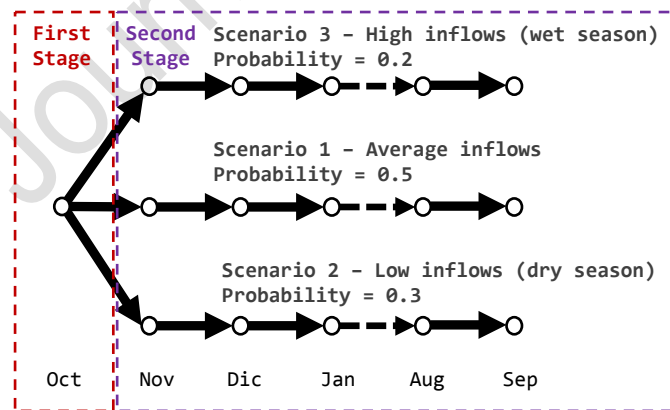 First
Stage
Second
Stage
Scenario 3 – High inflows (wet season)
Probability = 0.2
Scenario 1 – Average inflows
Probability = 0.5
Scenario 2 – Low inflows (dry season)
Probability = 0.3
Oct Nov Dic Jan Aug Sep
Jour